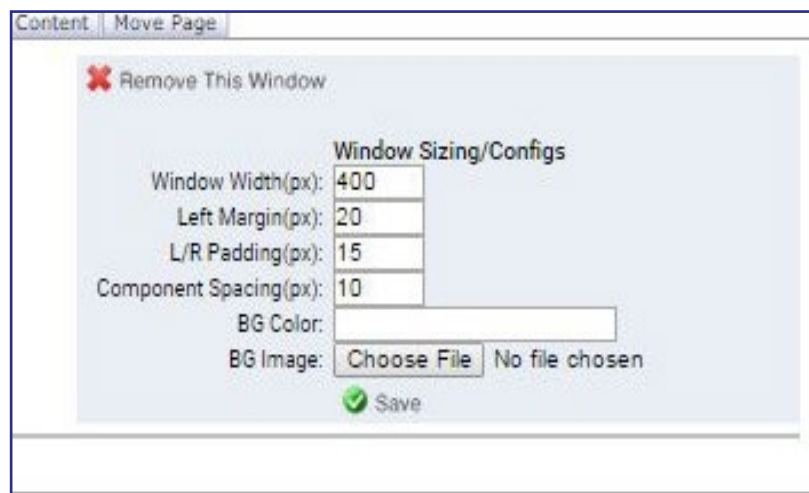 Content Move Page
Remove This Window
Window Sizing/Configs
Window Width(px): 400
Left Margin(px): 20
L/R Padding(px): 15
Component Spacing(px): 10
BG Color:
BG Image: Choose File No file chosen
Save